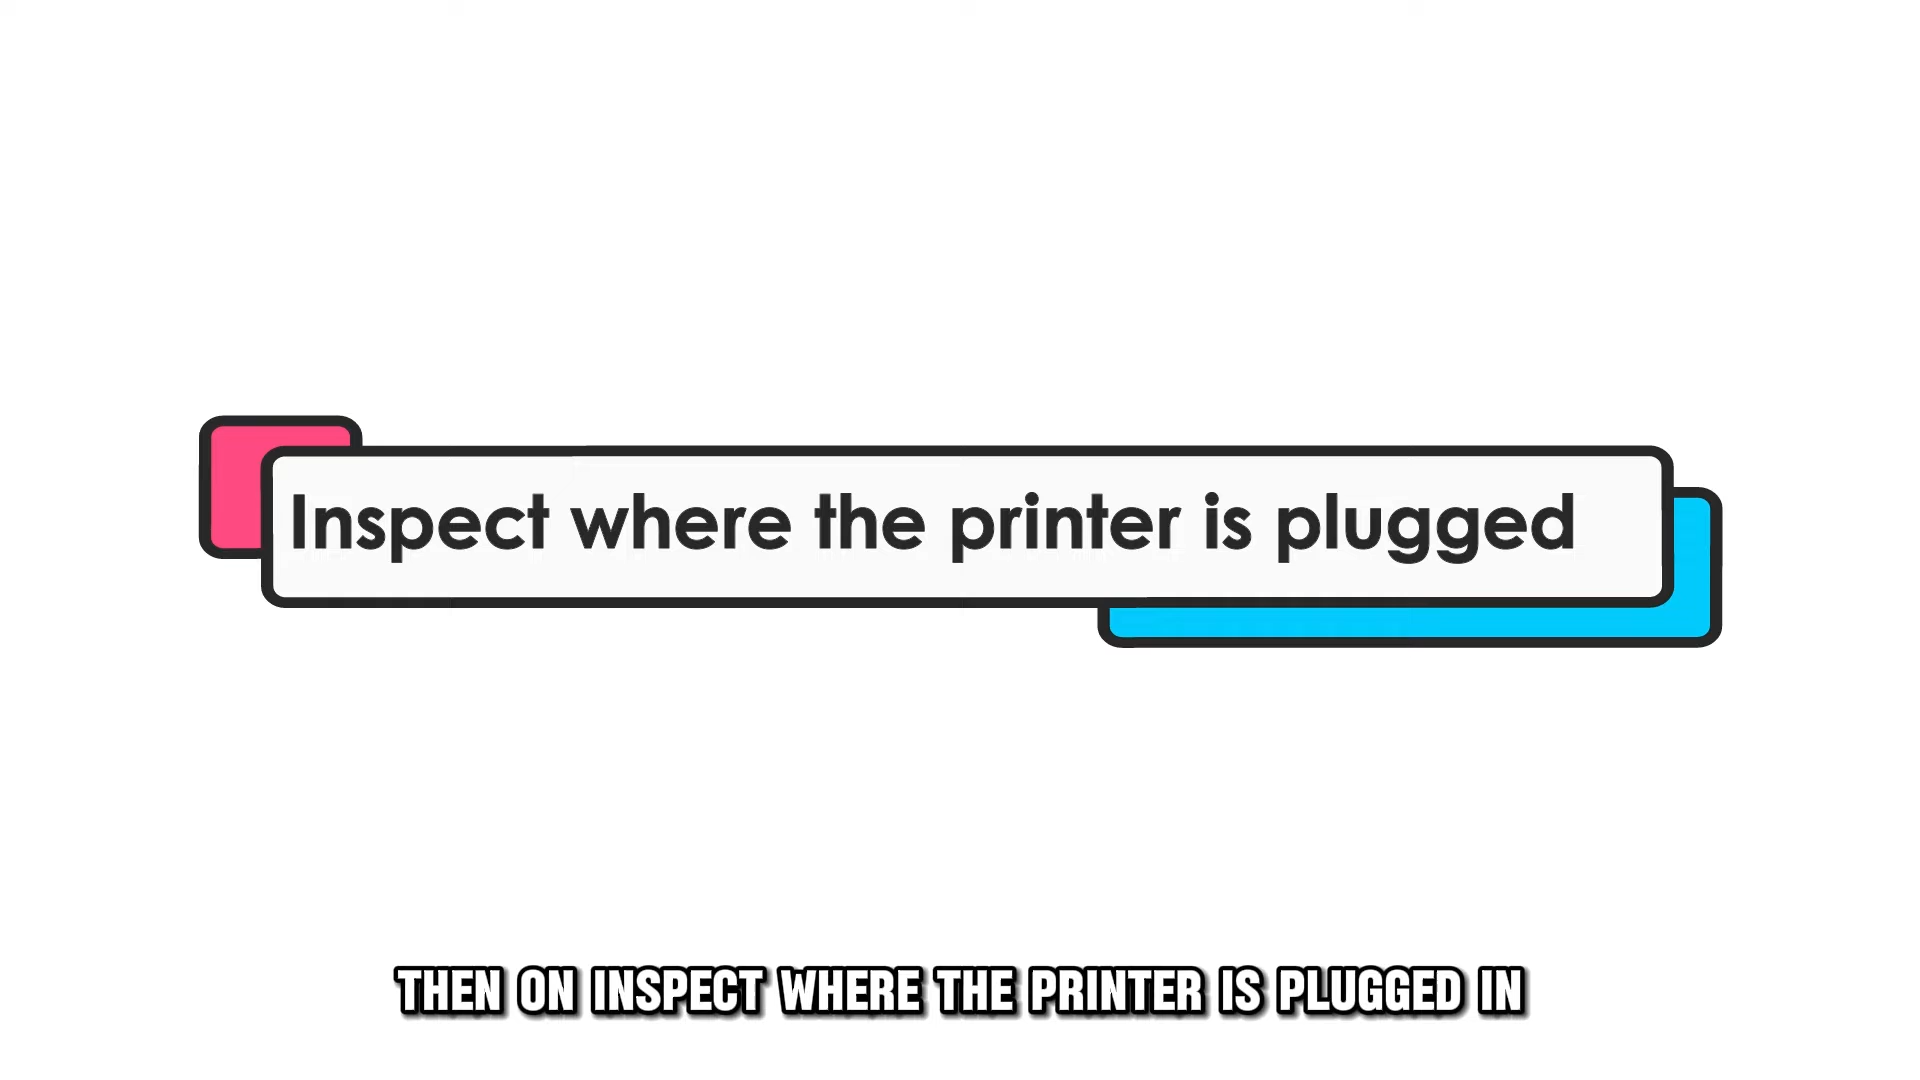 Inspect where the printer is plugged
THEN ON INSPECT WHERE THE PRINTER IS PLUGGED IN